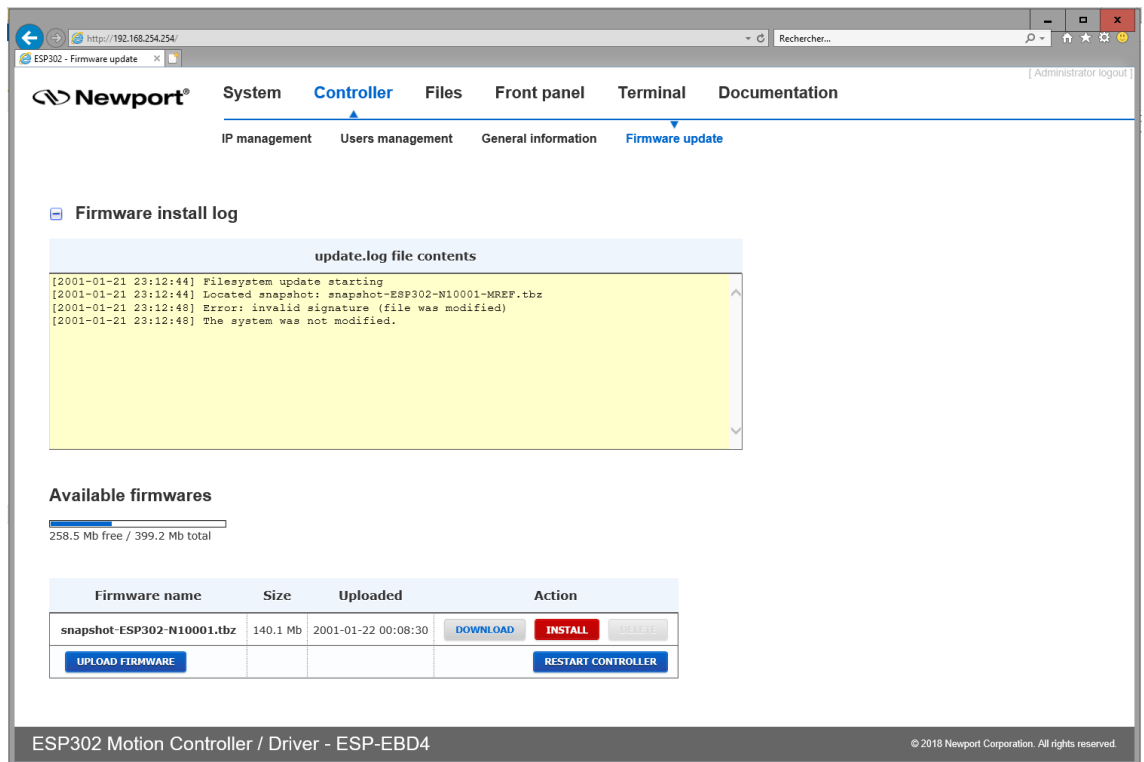 http://192.168.254.254/
Rechercher...
ESP302 - Firmware update
[ Administrator logout ]
Newport®
System Controller Files Front panel Terminal Documentation
IP management Users management General information Firmware update
Firmware install log
update.log file contents
[2001-01-21 23:12:44] Filesystem update starting
[2001-01-21 23:12:44] Located snapshot: snapshot-ESP302-N10001-MREF.tbz
[2001-01-21 23:12:48] Error: invalid signature (file was modified)
[2001-01-21 23:12:48] The system was not modified.
Available firmwares
258.5 Mb free / 399.2 Mb total
Firmware name Size Uploaded Action
snapshot-ESP302-N10001.tbz 140.1 Mb 2001-01-22 00:08:30 DOWNLOAD INSTALL DELETE
UPLOAD FIRMWARE RESTART CONTROLLER
ESP302 Motion Controller / Driver - ESP-EBD4
© 2018 Newport Corporation. All rights reserved.